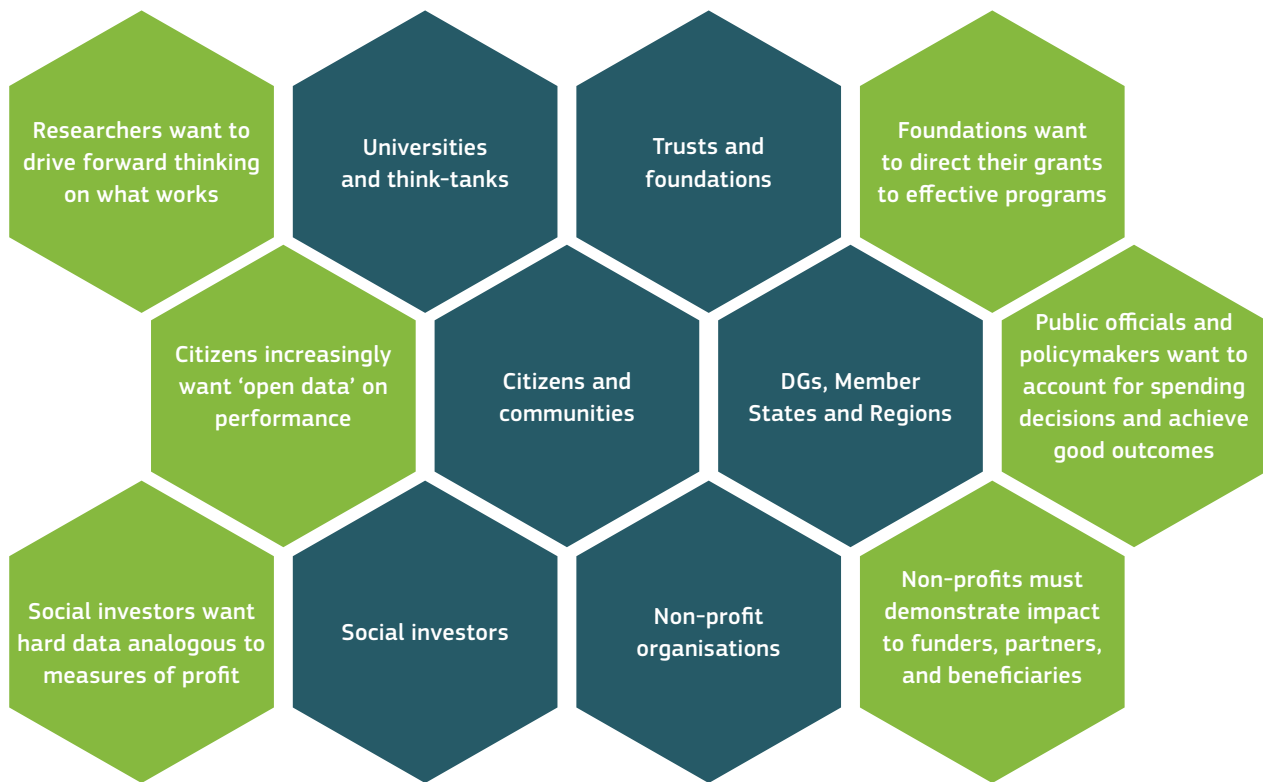 Researchers want to
drive forward thinking
on what works
Universities
and think-tanks
Trusts and
foundations
Foundations want
to direct their grants
to effective programs
Citizens increasingly
want ‘open data’ on
performance
Citizens and
communities
DGs, Member
States and Regions
Public officials and
policymakers want to
account for spending
decisions and achieve
good outcomes
Social investors want
hard data analogous to
measures of profit
Social investors
Non-profit
organisations
Non-profits must
demonstrate impact
to funders, partners,
and beneficiaries